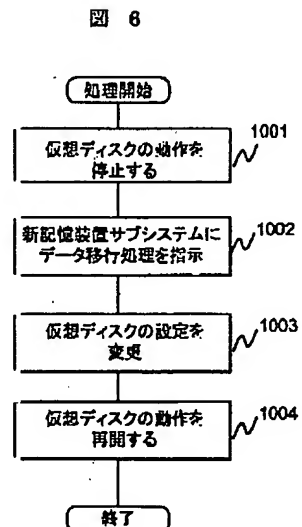 図 6
処理開始
仮想ディスクの動作を
停止する
1001
新記憶装置サブシステムに
データ移行処理を指示
1002
仮想ディスクの設定を
変更
1003
仮想ディスクの動作を
再開する
1004
終了